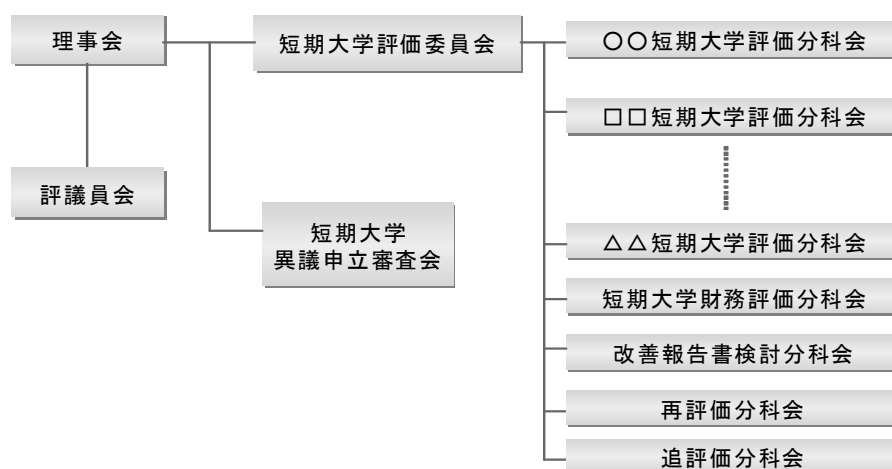 理事会
短期大学評価委員会
〇〇短期大学評価分科会
□□短期大学評価分科会
評議員会
短期大学
異議申立審査会
△△短期大学評価分科会
短期大学財務評価分科会
改善報告書検討分科会
再評価分科会
追評価分科会